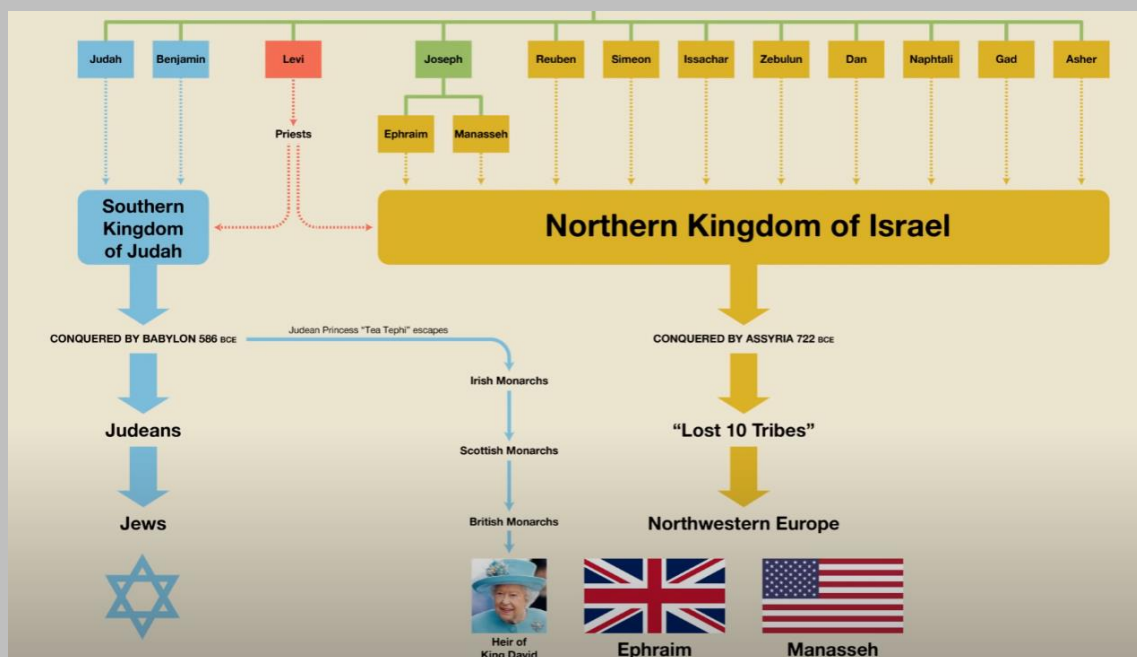 Judah
Benjamin
Levi
Joseph
Reuben
Simeon
Issachar
Zebulun
Dan
Naphtali
Gad
Asher
Priests
Ephraim
Manasseh
Southern
Kingdom
of Judah
Northern Kingdom of Israel
CONQUERED BY BABYLON 586 BCE
Judean Princess “Tea Tephi” escapes
CONQUERED BY ASSYRIA 722 BCE
Irish Monarchs
Judeans
“Lost 10 Tribes”
Scottish Monarchs
Jews
British Monarchs
Northwestern Europe
Heir of
King David
Ephraim
Manasseh